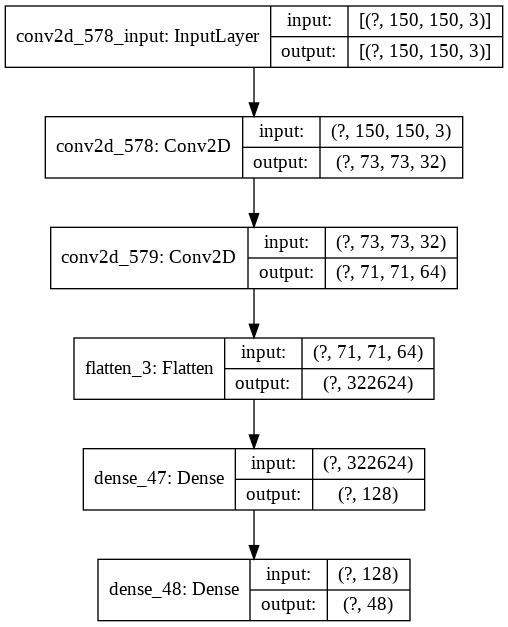 conv2d_578_input: InputLayer
input: [(?, 150, 150, 3)]
output: [(?, 150, 150, 3)]
conv2d_578: Conv2D
input: (?, 150, 150, 3)
output: (?, 73, 73, 32)
conv2d_579: Conv2D
input: (?, 73, 73, 32)
output: (?, 71, 71, 64)
flatten_3: Flatten
input: (?, 71, 71, 64)
output: (?, 322624)
dense_47: Dense
input: (?, 322624)
output: (?, 128)
dense_48: Dense
input: (?, 128)
output: (?, 48)